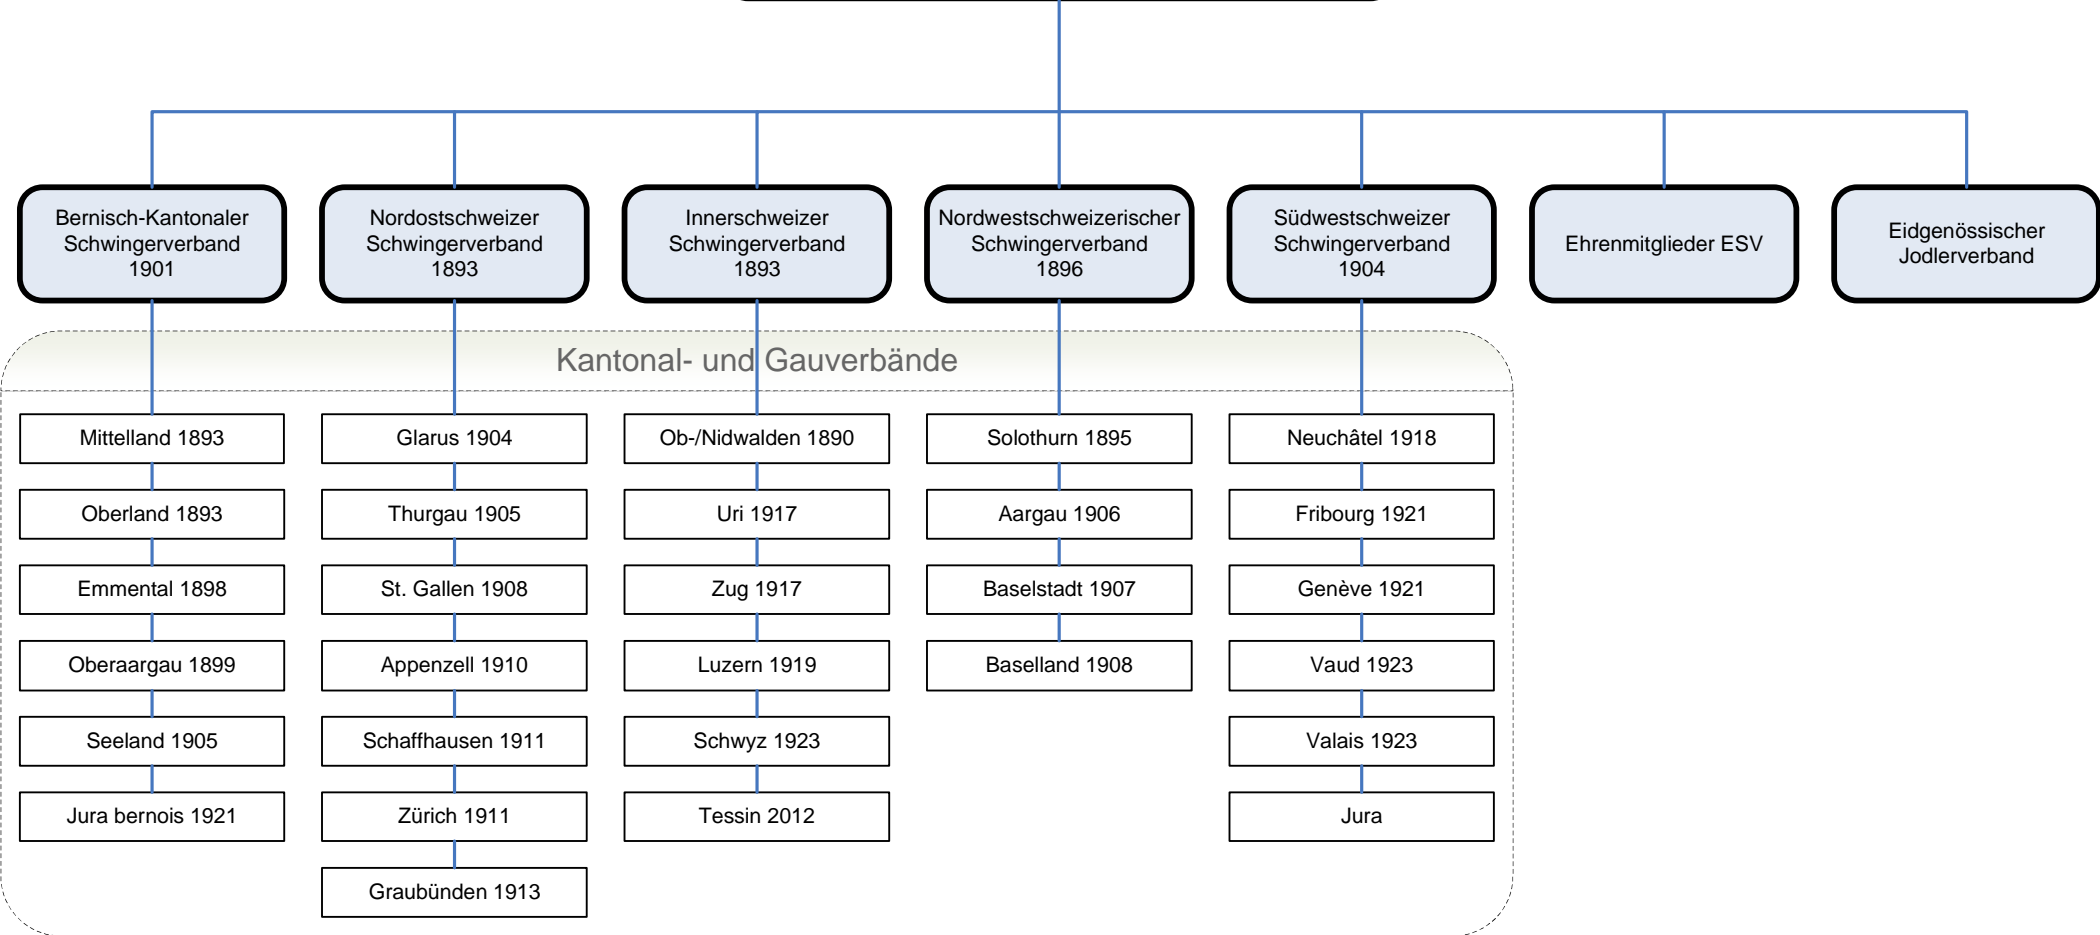 Bernisch-Kantonaler
Schwingerverband
1901
Nordostschweizer
Schwingerverband
1893
Innerschweizer
Schwingerverband
1893
Nordwestschweizerischer
Schwingerverband
1896
Südwestschweizer
Schwingerverband
1904
Ehrenmitglieder ESV
Eidgenössischer
Jodlerverband
Kantonal- und Gauverbände
Mittelland 1893
Oberland 1893
Emmental 1898
Oberaargau 1899
Seeland 1905
Jura bernois 1921
Glarus 1904
Thurgau 1905
St. Gallen 1908
Appenzell 1910
Schaffhausen 1911
Zürich 1911
Graubünden 1913
Ob-/Nidwalden 1890
Uri 1917
Zug 1917
Luzern 1919
Schwyz 1923
Tessin 2012
Solothurn 1895
Aargau 1906
Baselstadt 1907
Baselland 1908
Neuchâtel 1918
Fribourg 1921
Genève 1921
Vaud 1923
Valais 1923
Jura